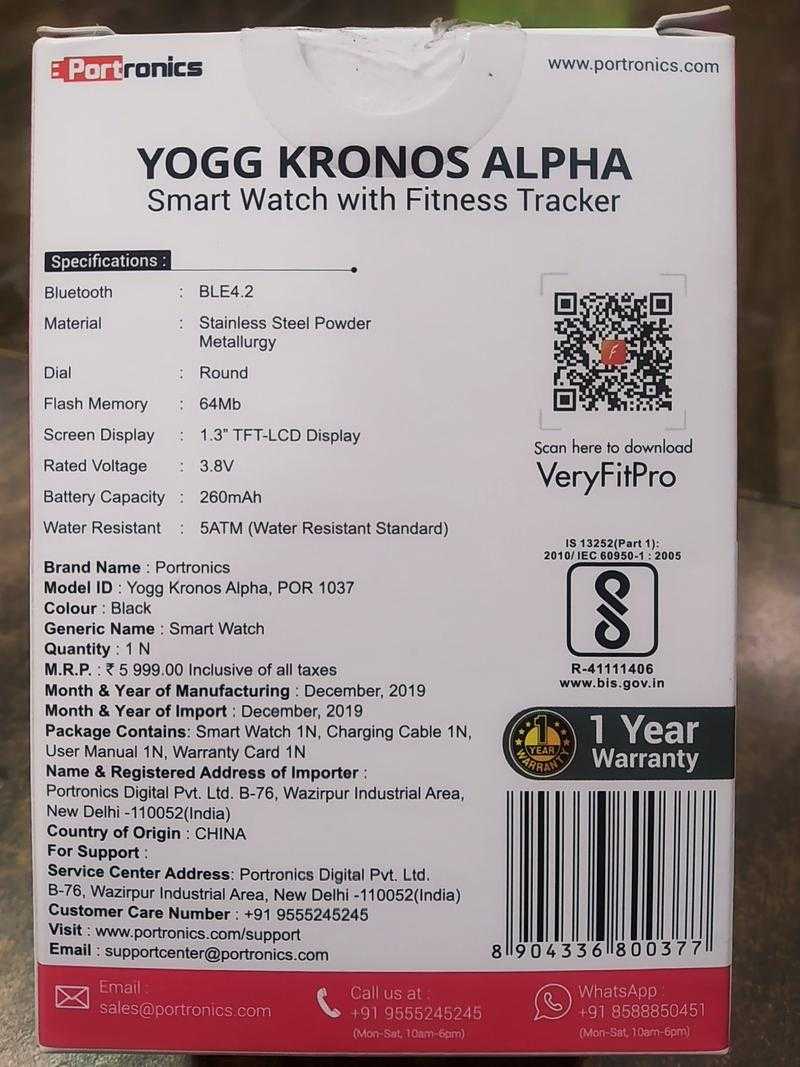 Portronics
www.portronics.com
YOGG KRONOS ALPHA
Smart Watch with Fitness Tracker
Specifications :
Bluetooth : BLE4.2
Material : Stainless Steel Powder
Metallurgy
Dial : Round
Flash Memory : 64Mb
Screen Display : 1.3" TFT-LCD Display
Rated Voltage : 3.8V
Battery Capacity : 260mAh
Water Resistant : 5ATM (Water Resistant Standard)
Scan here to download
VeryFitPro
IS 13252(Part 1):
2010/ IEC 60950-1 : 2005
R-41111406
www.bis.gov.in
Brand Name : Portronics
Model ID : Yogg Kronos Alpha, POR 1037
Colour : Black
Generic Name : Smart Watch
Quantity : 1 N
M.R.P. : ₹ 5 999.00 Inclusive of all taxes
Month & Year of Manufacturing : December, 2019
Month & Year of Import : December, 2019
Package Contains: Smart Watch 1N, Charging Cable 1N,
User Manual 1N, Warranty Card 1N
Name & Registered Address of Importer :
Portronics Digital Pvt. Ltd. B-76, Wazirpur Industrial Area,
New Delhi -110052(India)
Country of Origin : CHINA
For Support :
Service Center Address: Portronics Digital Pvt. Ltd.
B-76, Wazirpur Industrial Area, New Delhi -110052(India)
Customer Care Number : +91 9555245245
Visit : www.portronics.com/support
Email : supportcenter@portronics.com
1
YEAR
WARRANTY
1 Year
Warranty
8 904336 800377
Email :
sales@portronics.com
Call us at :
+91 9555245245
(Mon-Sat, 10am-6pm)
WhatsApp :
+91 8588850451
(Mon-Sat, 10am-6pm)